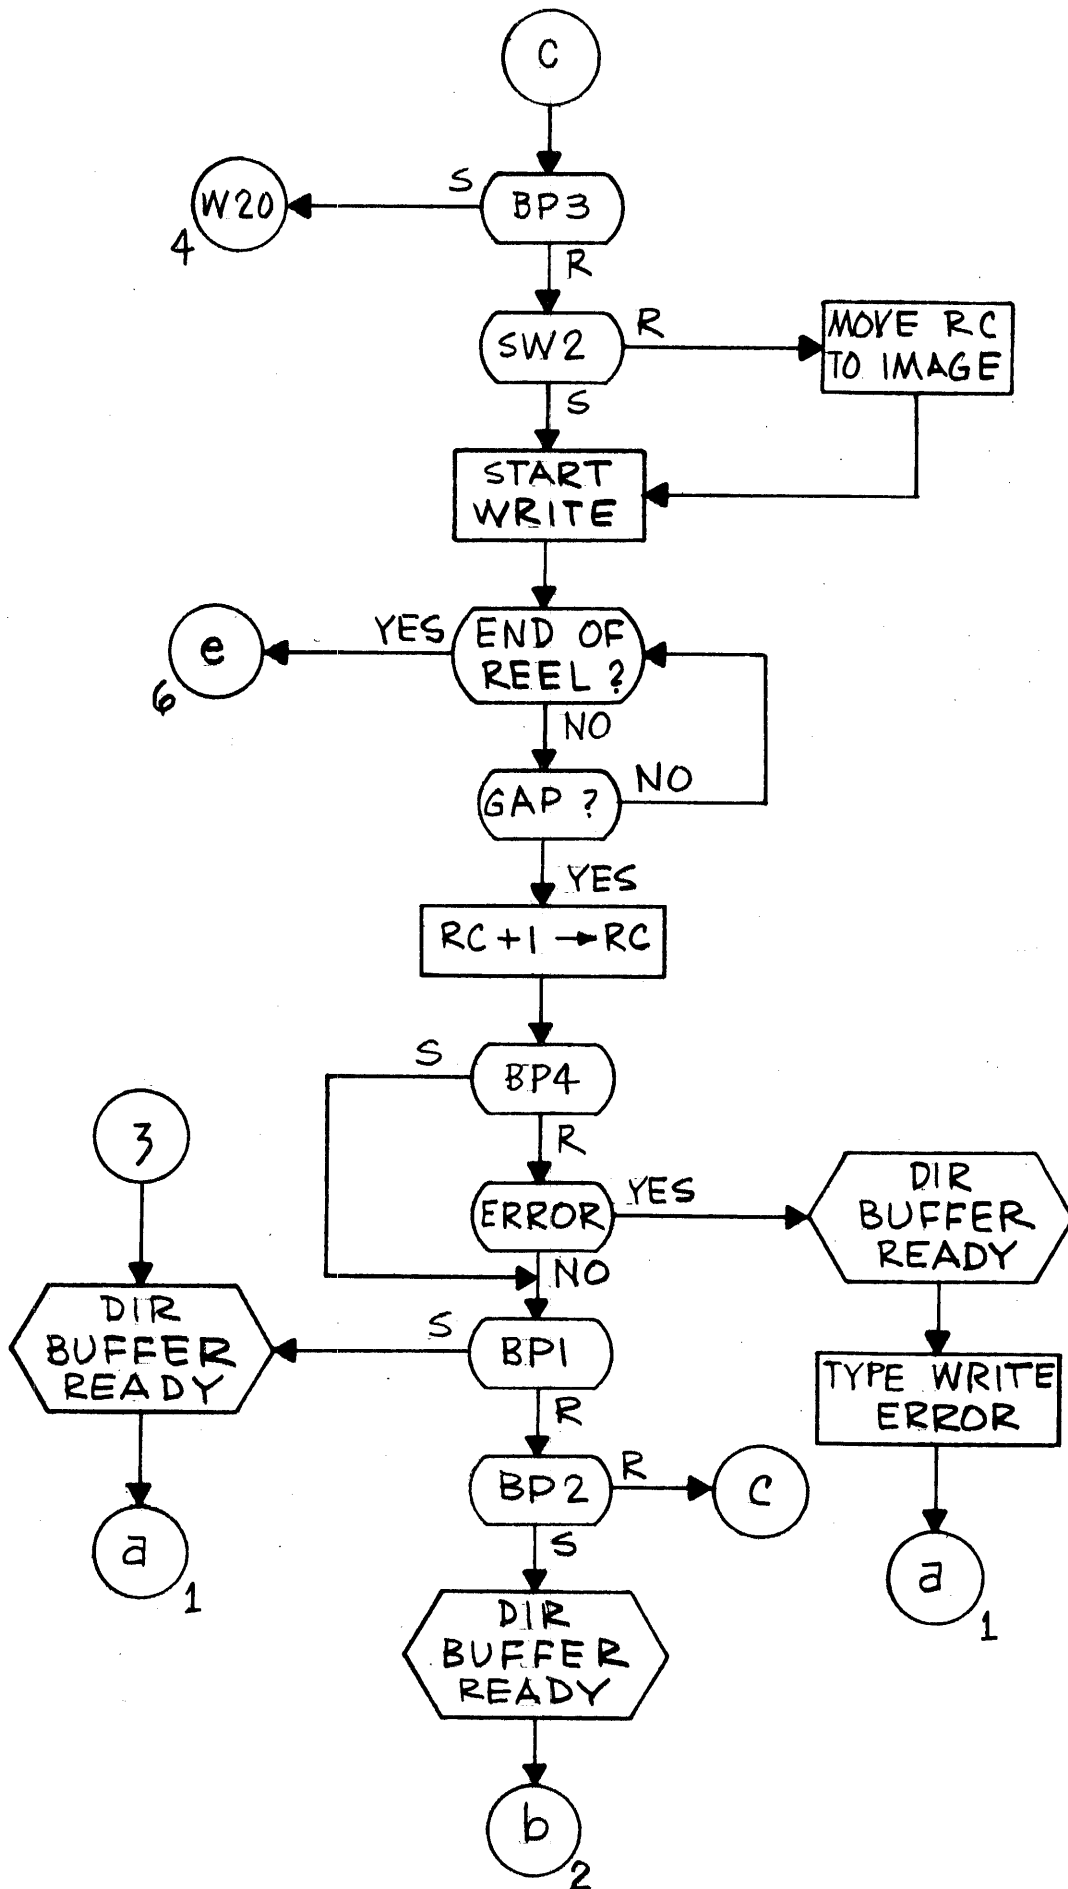 C
S
BP3
W20
4
R
SW2
R
MOVE RC
TO IMAGE
S
START
WRITE
YES
END OF
REEL?
e
6
NO
GAP?
NO
YES
RC+1→RC
S
BP4
R
3
ERROR
YES
DIR
BUFFER
READY
NO
DIR
BUFFER
READY
S
BP1
TYPE WRITE
ERROR
R
BP2
R
C
a
1
S
a
1
DIR
BUFFER
READY
b
2